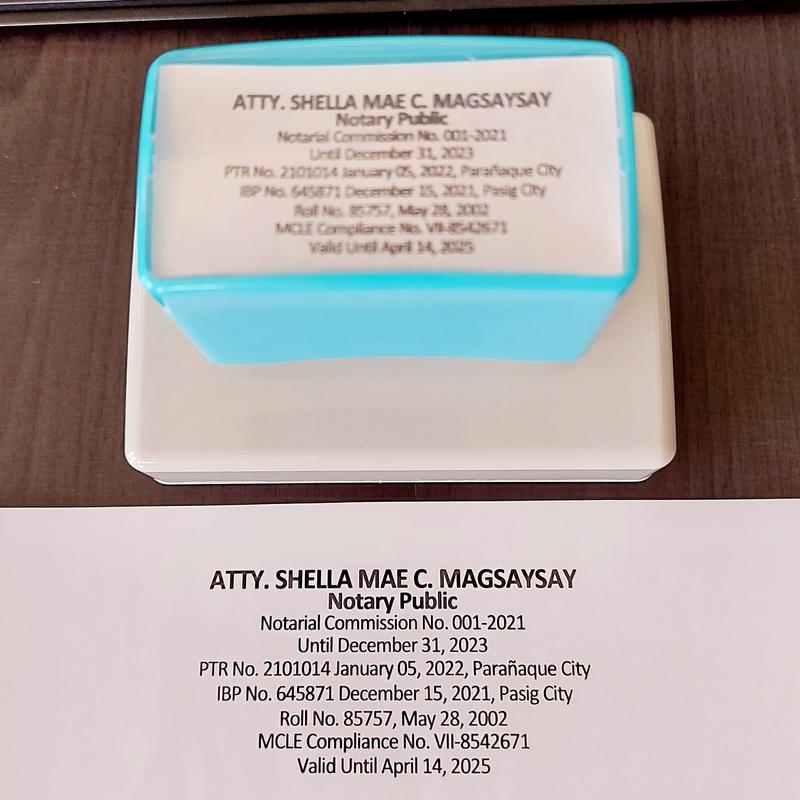 ATTY. SHELLA MAE C. MAGSAYSAY
Notary Public
Notarial Commission No. 001-2021
Until December 31, 2023
PTR No. 2101014 January 05, 2022, Parañaque City
IBP No. 645871 December 15, 2021, Pasig City
Roll No. 85757, May 28, 2002
MCLE Compliance No. VII-8542671
Valid Until April 14, 2025
ATTY. SHELLA MAE C. MAGSAYSAY
Notary Public
Notarial Commission No. 001-2021
Until December 31, 2023
PTR No. 2101014 January 05, 2022, Parañaque City
IBP No. 645871 December 15, 2021, Pasig City
Roll No. 85757, May 28, 2002
MCLE Compliance No. VII-8542671
Valid Until April 14, 2025